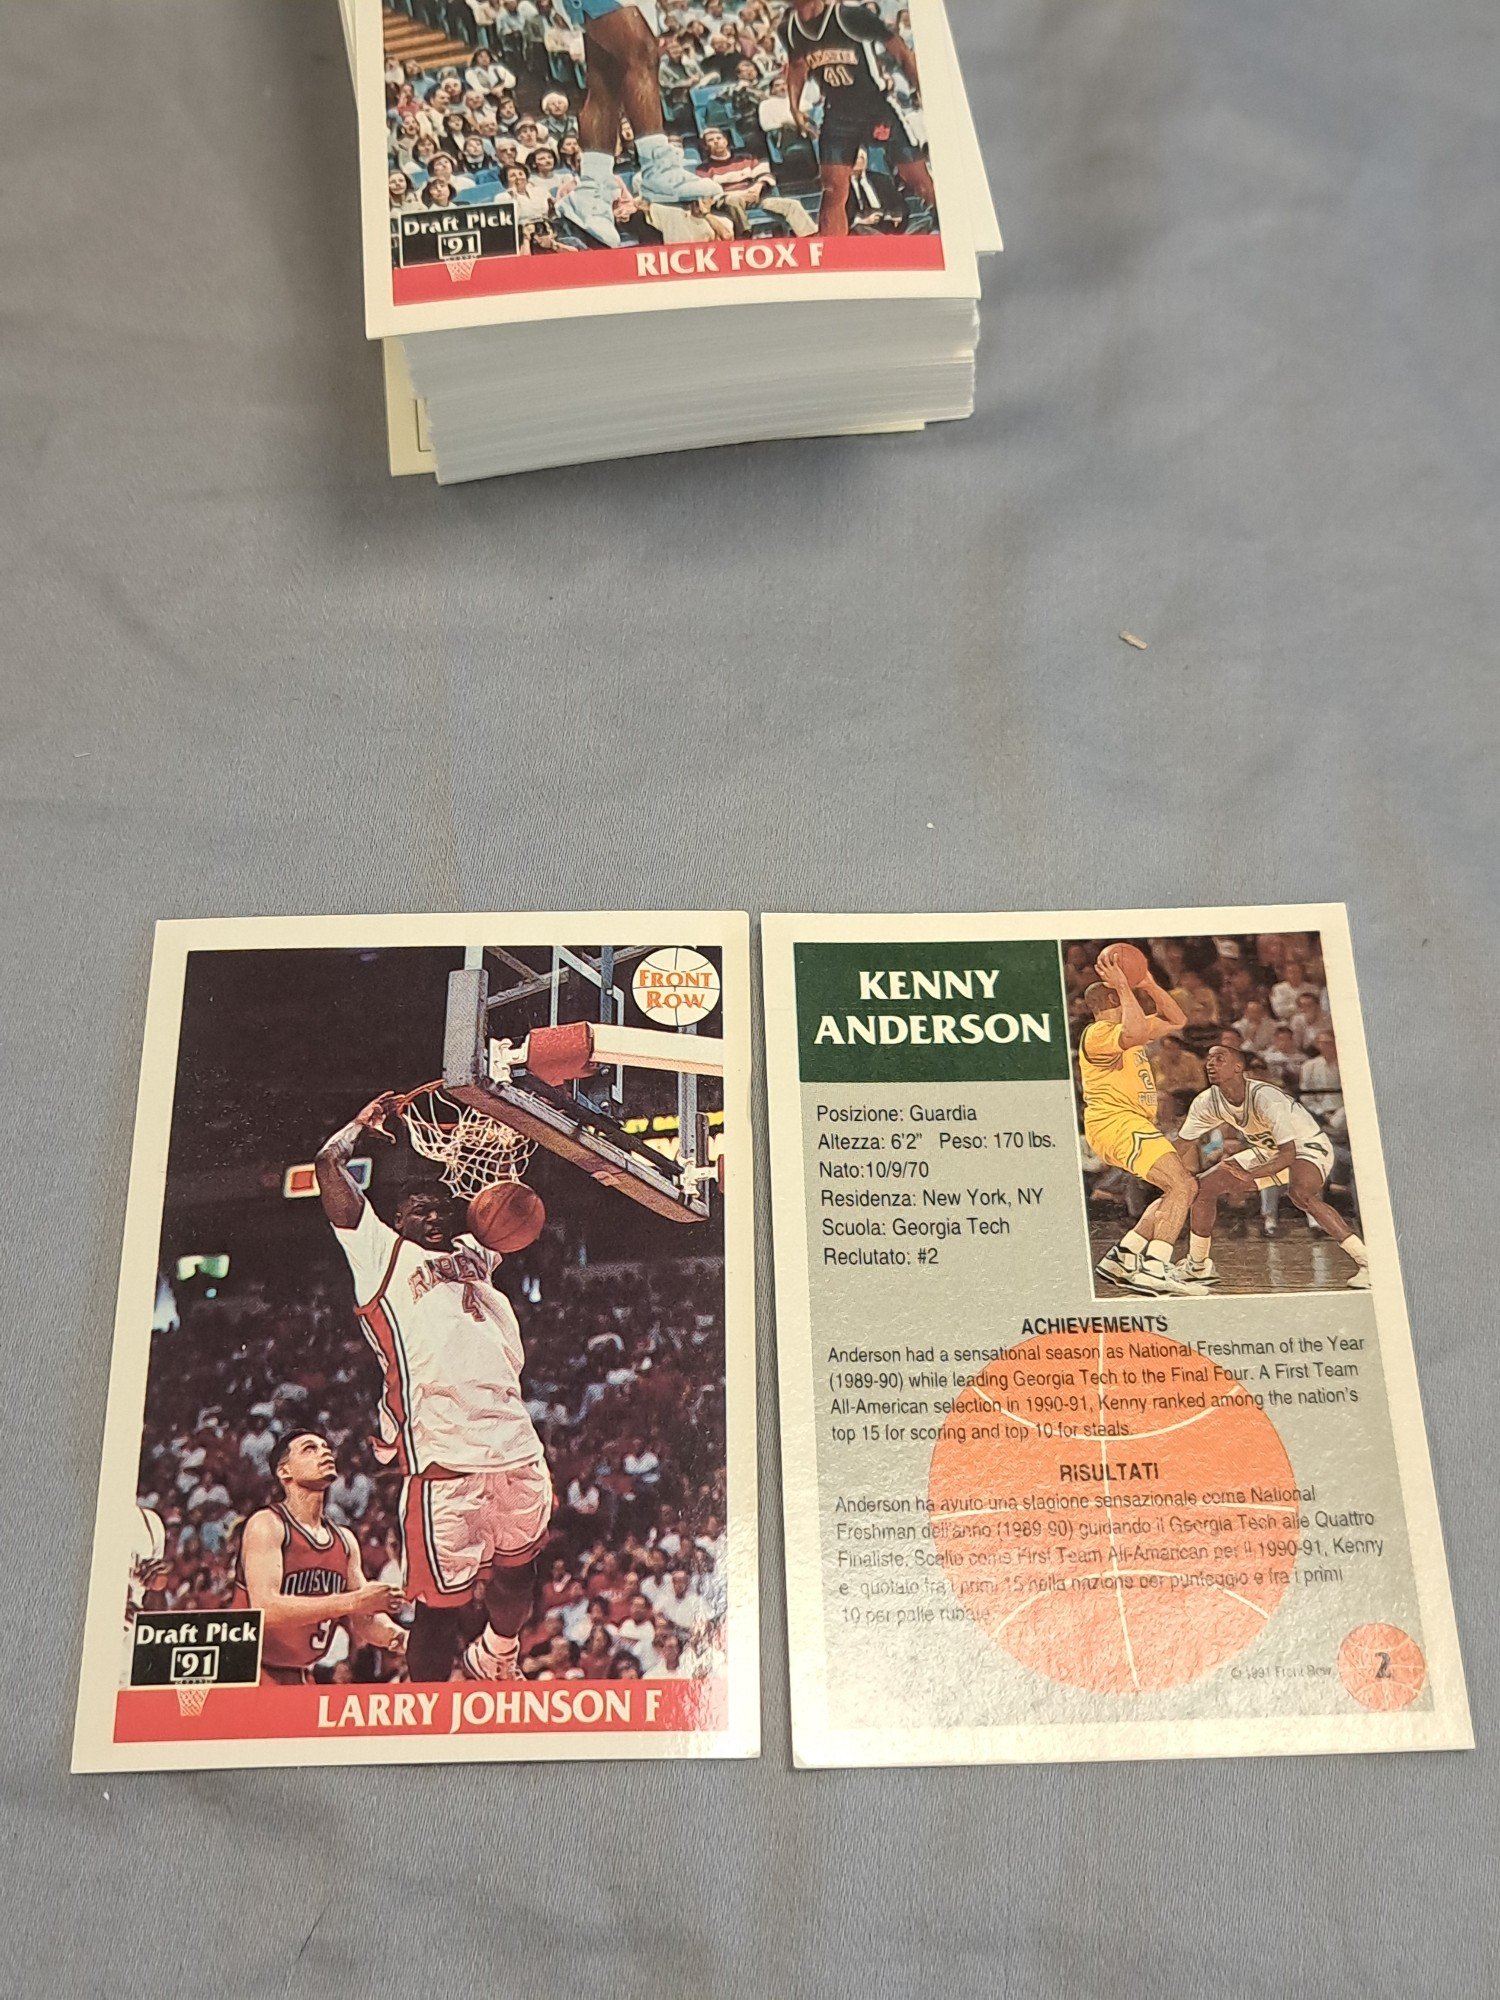 41
Draft Pick
'91
RICK FOX F
FRONT
ROW
4
3
Draft Pick
'91
LARRY JOHNSON F
KENNY
ANDERSON
Posizione: Guardia
Altezza: 6'2" Peso: 170 lbs.
Nato:10/9/70
Residenza: New York, NY
Scuola: Georgia Tech
Reclutato: #2
ACHIEVEMENTS
Anderson had a sensational season as National Freshman of the Year
(1989-90) while leading Georgia Tech to the Final Four. A First Team
All-American selection in 1990-91, Kenny ranked among the nation's
top 15 for scoring and top 10 for steals.
RISULTATI
Anderson ha avuto una stagione sensazionale come National
Freshman dell'anno (1989-90) guidando il Georgia Tech alle Quattro
Finaliste. Scelto come First Team All-American per il 1990-91, Kenny
e' quotato fra i primi 15 nella nazione per punteggio e fra i primi
10 per palle rubate.
© 1991 Front Row
2